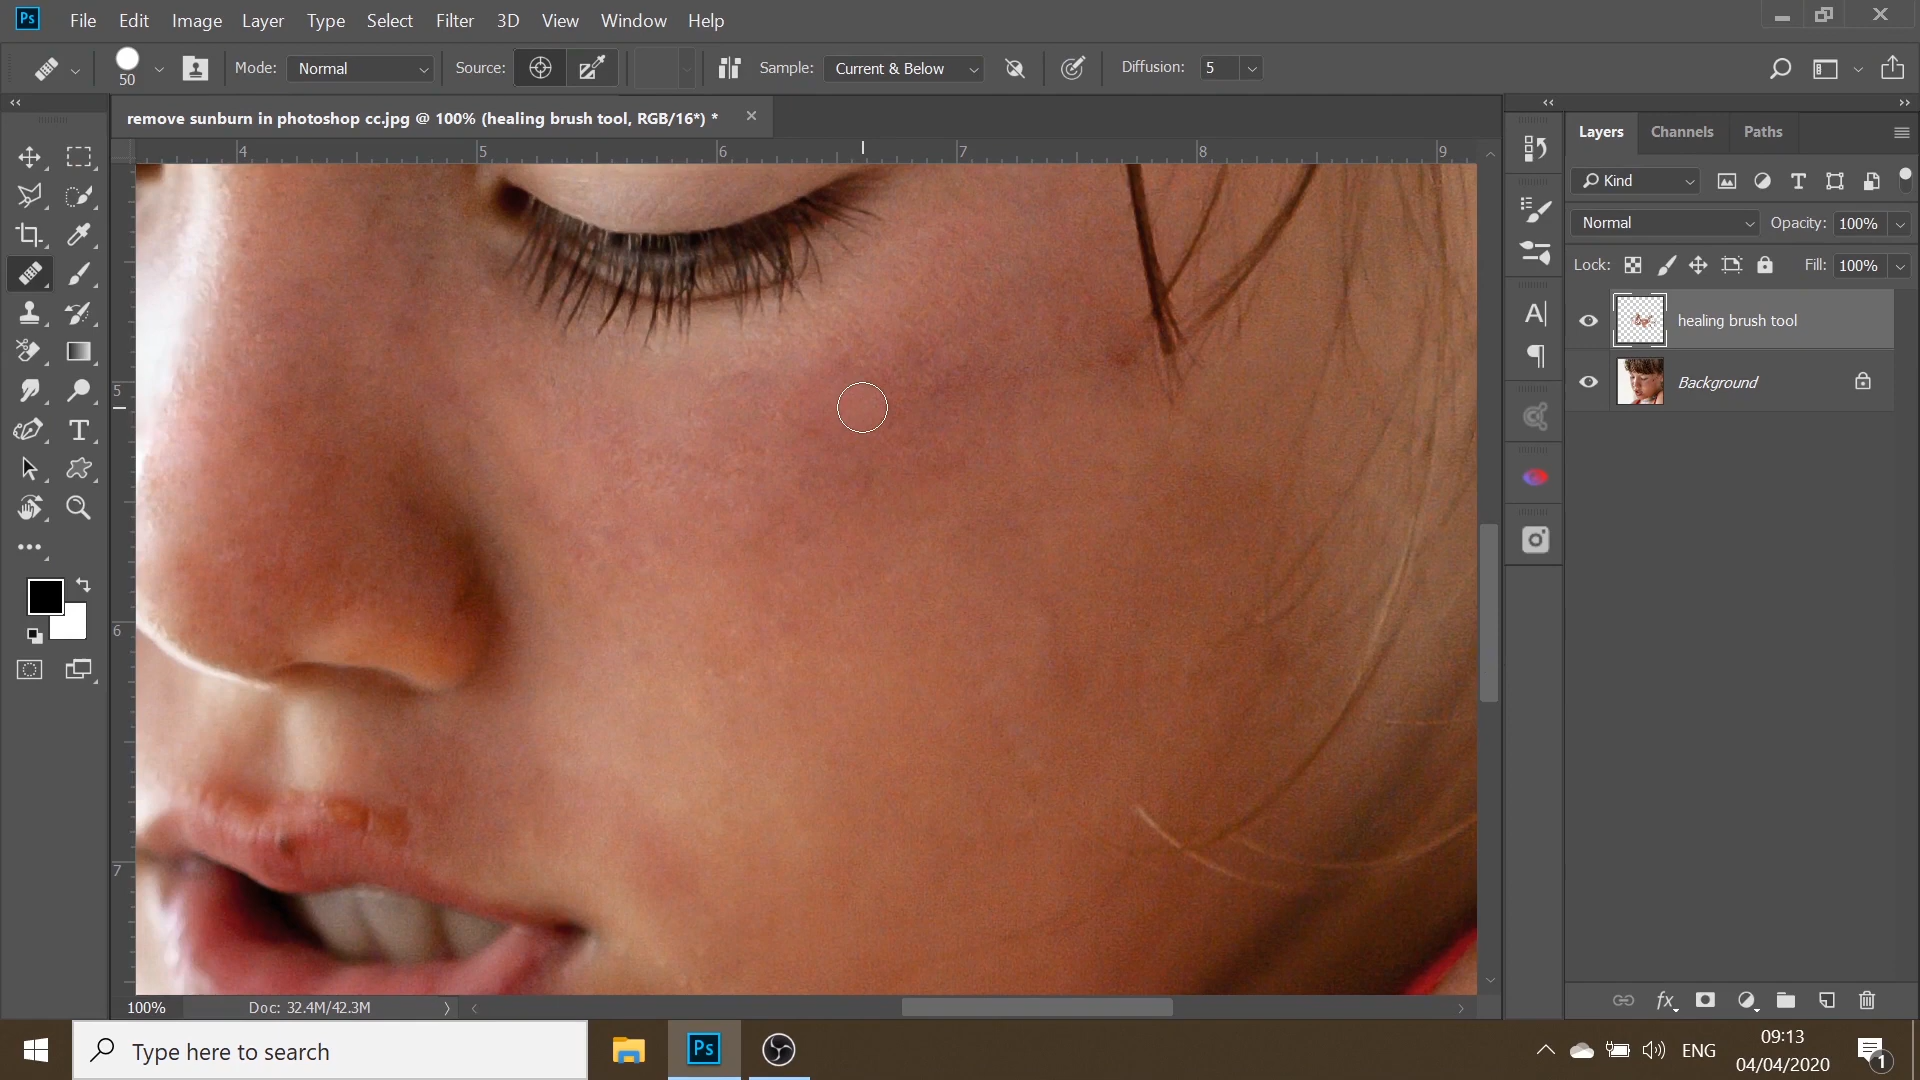 Ps File Edit Image Layer Type Select Filter 3D View Window Help
50 Mode: Normal Source: Sample: Current & Below Diffusion: 5
remove sunburn in photoshop cc.jpg @ 100% (healing brush tool, RGB/16*) *
4 5 6 7 8 9
5
6
7
Layers Channels Paths
Kind
Normal Opacity: 100%
Lock: Fill: 100%
healing brush tool
Background
100% Doc: 32.4M/42.3M
Type here to search
Ps
ENG
09:13
04/04/2020
1